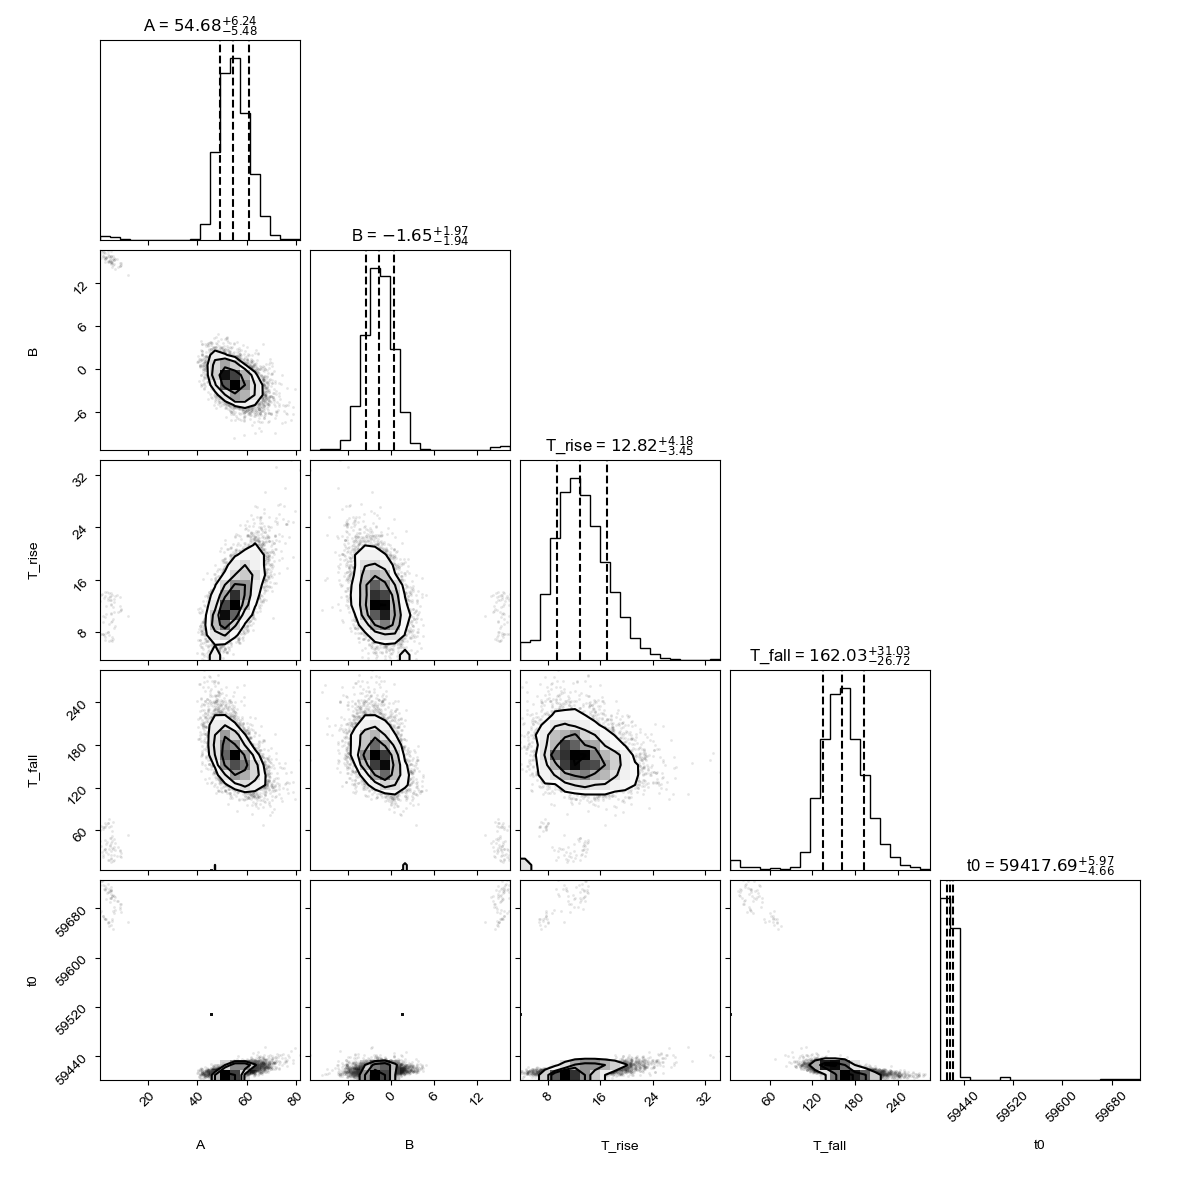 A = 54.68+6.24−5.48
B = −1.65+1.97−1.94
12
6
0
−6
B
T_rise = 12.82+4.18−3.45
32
24
16
8
T_rise
T_fall = 162.03+31.03−26.72
240
180
120
60
T_fall
t0 = 59417.69+5.97−4.66
59680
59600
59520
59440
t0
20 40 60 80
−6 0 6 12
8 16 24 32
60 120 180 240
59440 59520 59600 59680
A B T_rise T_fall t0